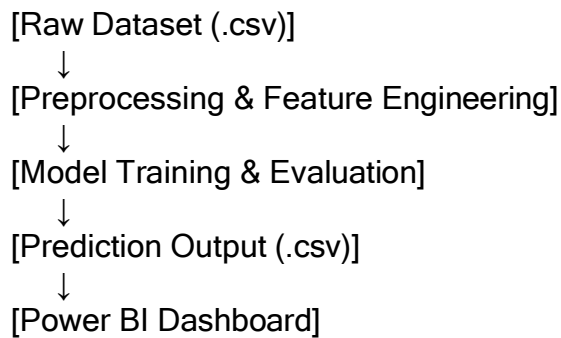 [Raw Dataset (.csv)]
↓
[Preprocessing & Feature Engineering]
↓
[Model Training & Evaluation]
↓
[Prediction Output (.csv)]
↓
[Power BI Dashboard]